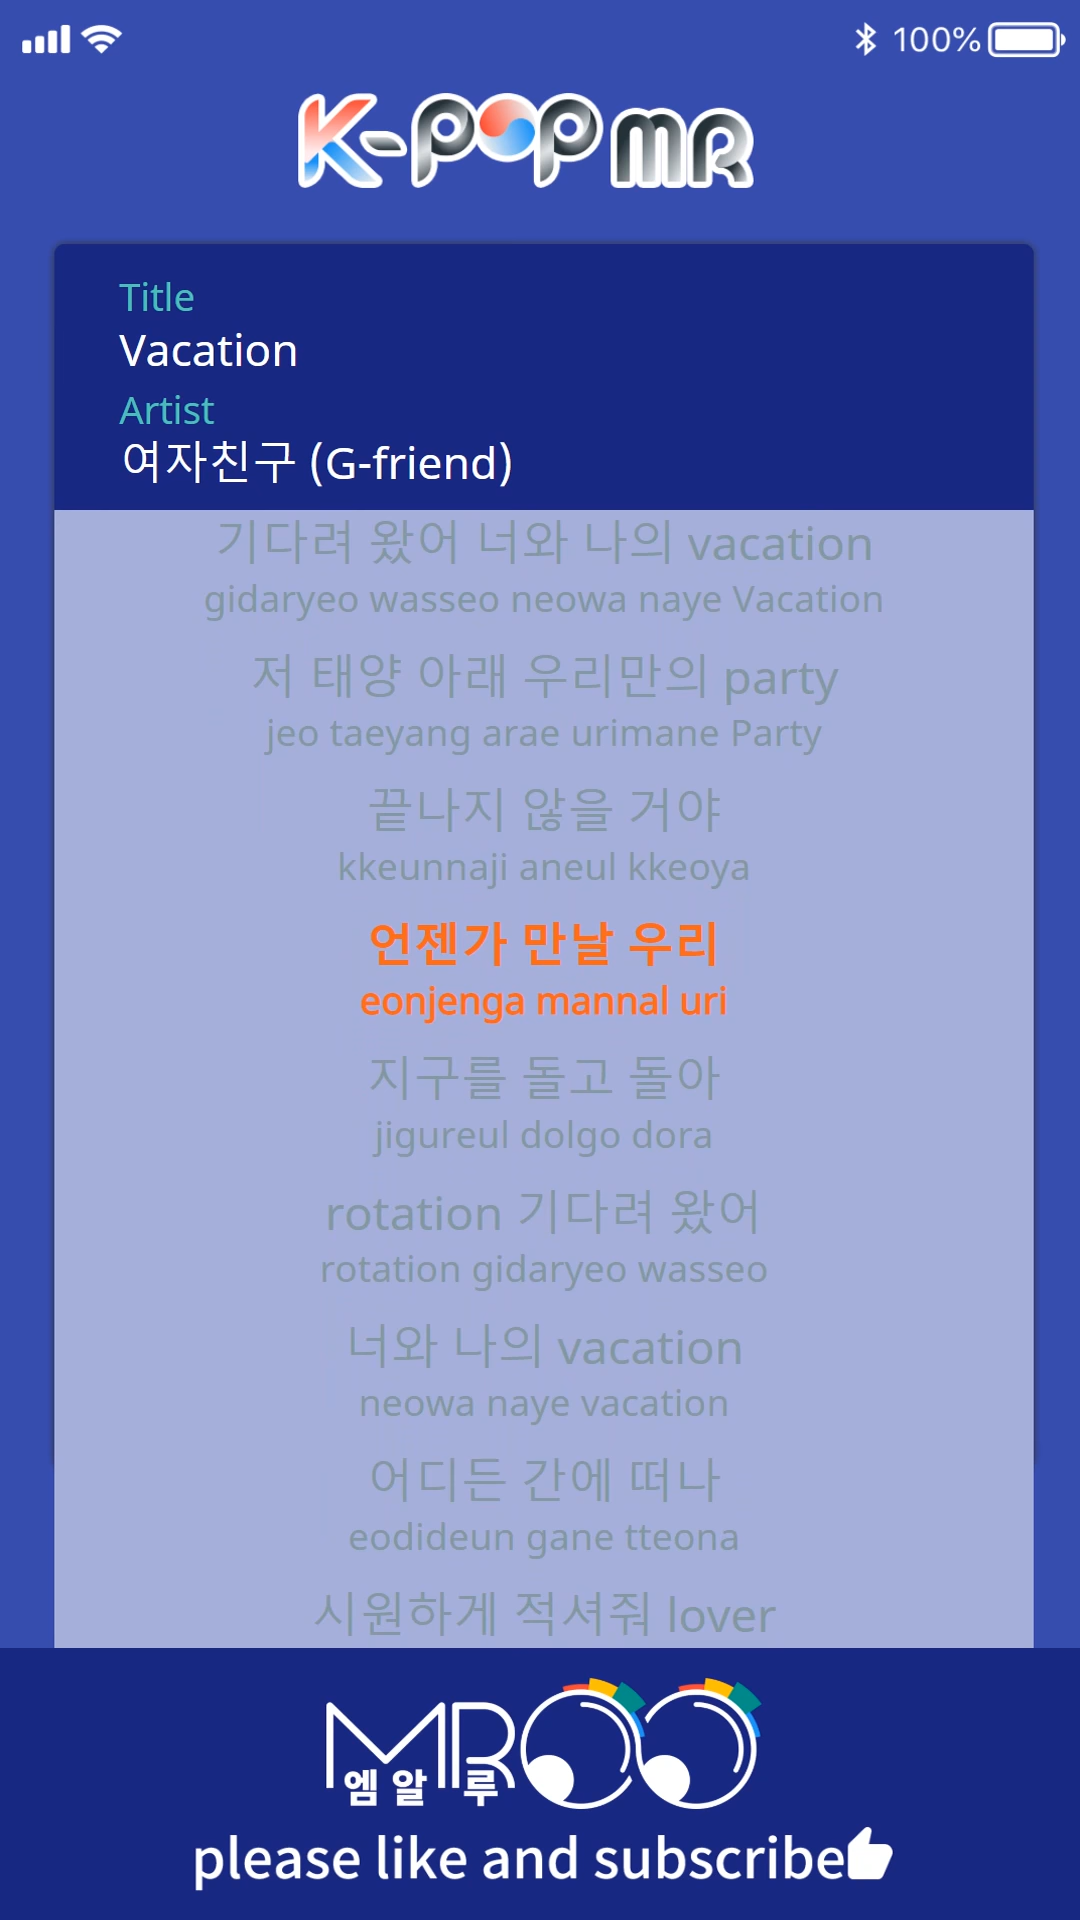 100%
K-POP MR
Title
Vacation
Artist
여자친구 (G-friend)
기다려 왔어 너와 나의 vacation
gidaryeo wasseo neowa naye Vacation
저 태양 아래 우리만의 party
jeo taeyang arae urimane Party
끝나지 않을 거야
kkeunnaji aneul kkeoya
언젠가 만날 우리
eonjenga mannal uri
지구를 돌고 돌아
jigureul dolgo dora
rotation 기다려 왔어
rotation gidaryeo wasseo
너와 나의 vacation
neowa naye vacation
어디든 간에 떠나
eodideun gane tteona
시원하게 적셔줘 lover
MROO
엠알루
please like and subscribe